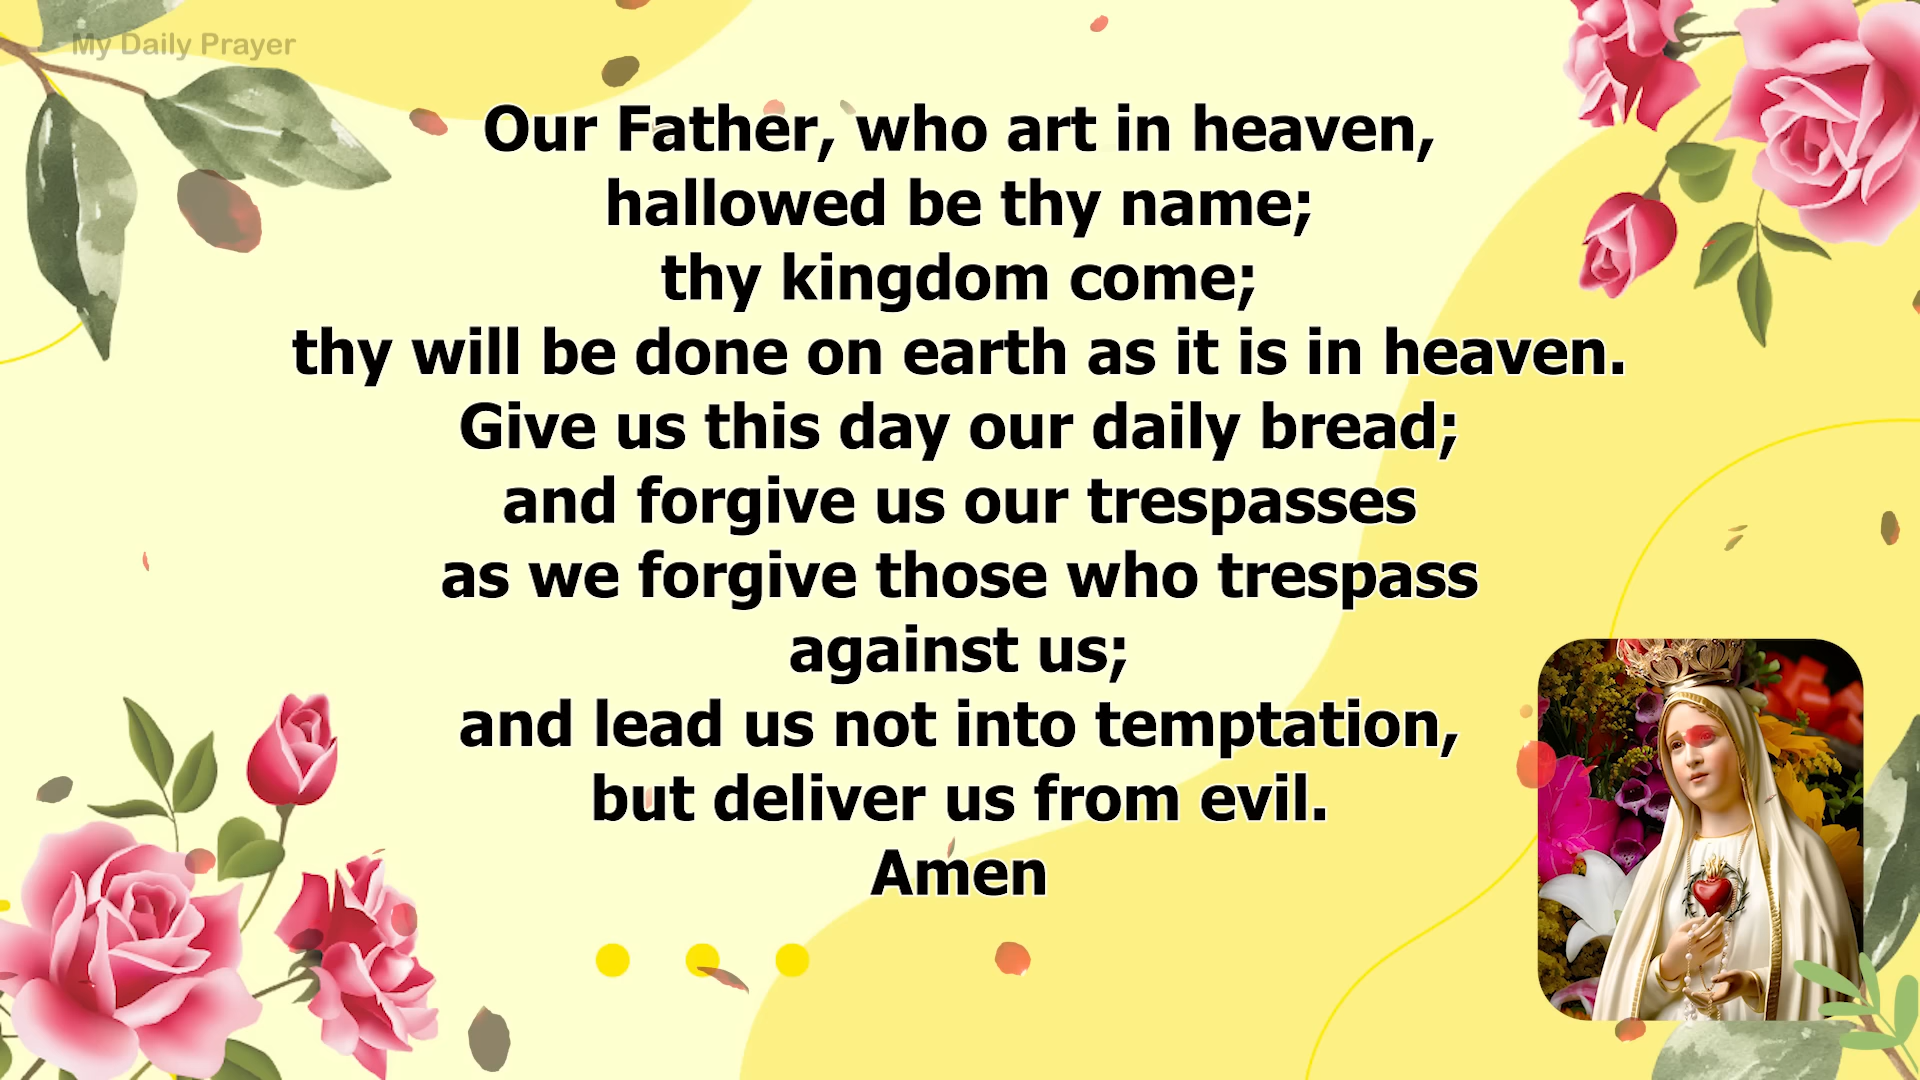 My Daily Prayer
Our Father, who art in heaven,
hallowed be thy name;
thy kingdom come;
thy will be done on earth as it is in heaven.
Give us this day our daily bread;
and forgive us our trespasses
as we forgive those who trespass
against us;
and lead us not into temptation,
but deliver us from evil.
Amen